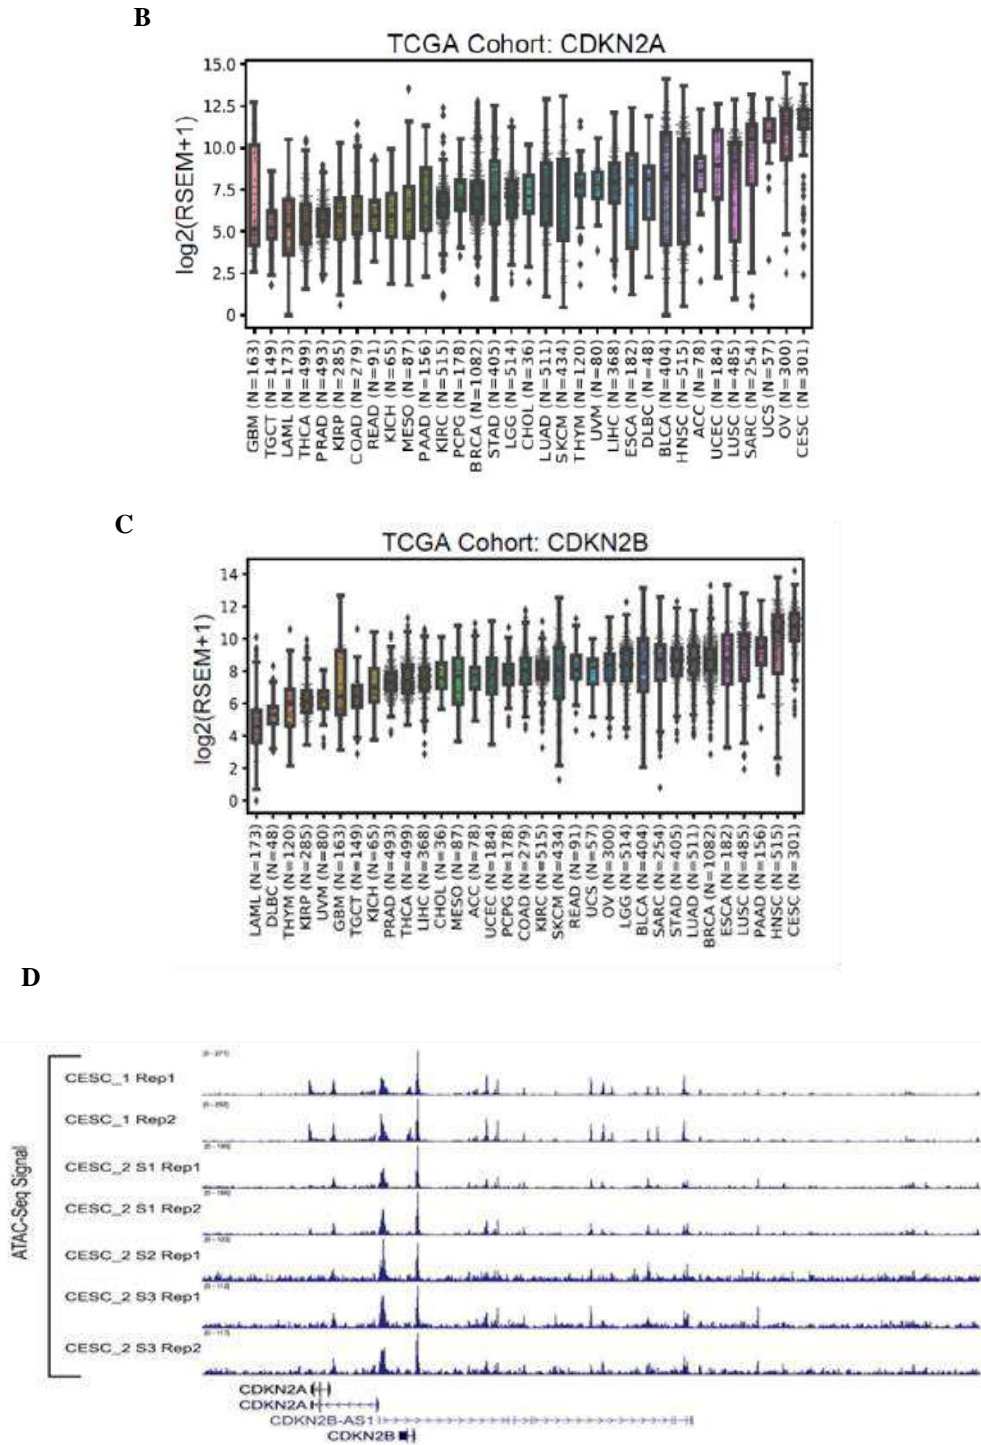 B
TCGA Cohort: CDKN2A
log2(RSEM+1)
15.0
12.5
10.0
7.5
5.0
2.5
0
GBM (N=163)
TGCT (N=149)
LAML (N=173)
THCA (N=499)
PRAD (N=493)
KIRP (N=285)
COAD (N=279)
READ (N=91)
KICH (N=65)
MESO (N=87)
PAAD (N=156)
KIRC (N=515)
PCPG (N=178)
BRCA (N=1082)
STAD (N=405)
LGG (N=514)
CHOL (N=36)
LUAD (N=511)
SKCM (N=434)
THYM (N=120)
UVM (N=80)
LIHC (N=368)
ESCA (N=182)
DLBC (N=48)
BLCA (N=404)
HNSC (N=515)
ACC (N=78)
UCEC (N=184)
LUSC (N=485)
SARC (N=254)
UCS (N=57)
OV (N=300)
CESC (N=301)
C
TCGA Cohort: CDKN2B
log2(RSEM+1)
14
12
10
8
6
4
2
0
LAML (N=173)
DLBC (N=48)
THYM (N=120)
KIRP (N=285)
UVM (N=80)
GBM (N=163)
TGCT (N=149)
KICH (N=65)
PRAD (N=493)
THCA (N=499)
LIHC (N=368)
CHOL (N=36)
MESO (N=87)
ACC (N=78)
UCEC (N=184)
PCPG (N=178)
COAD (N=279)
KIRC (N=515)
SKCM (N=434)
READ (N=91)
UCS (N=57)
OV (N=300)
LGG (N=514)
BLCA (N=404)
SARC (N=254)
STAD (N=405)
LUAD (N=511)
BRCA (N=1082)
ESCA (N=182)
LUSC (N=485)
PAAD (N=156)
HNSC (N=515)
CESC (N=301)
D
ATAC-Seq Signal
CESC_1 Rep1
CESC_1 Rep2
CESC_2 S1 Rep1
CESC_2 S1 Rep2
CESC_2 S2 Rep1
CESC_2 S3 Rep1
CESC_2 S3 Rep2
CDKN2A
CDKN2A
CDKN2B-AS1
CDKN2B